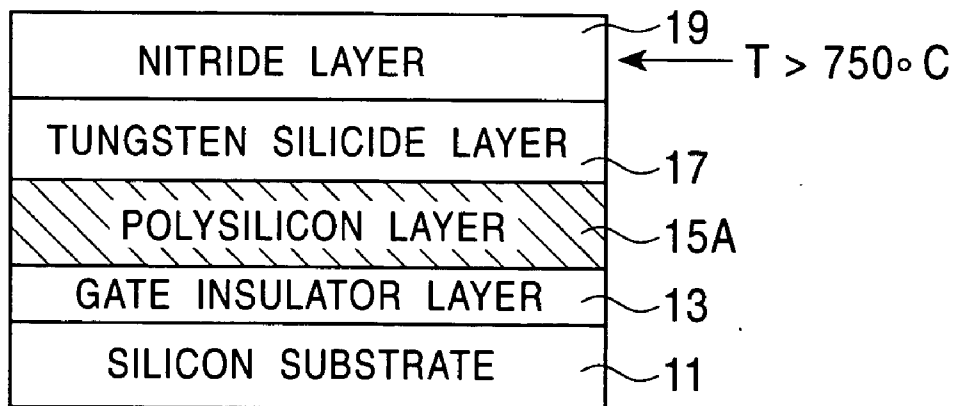 19
NITRIDE LAYER
T > 750° C
TUNGSTEN SILICIDE LAYER
17
POLYSILICON LAYER
15A
GATE INSULATOR LAYER
13
SILICON SUBSTRATE
11